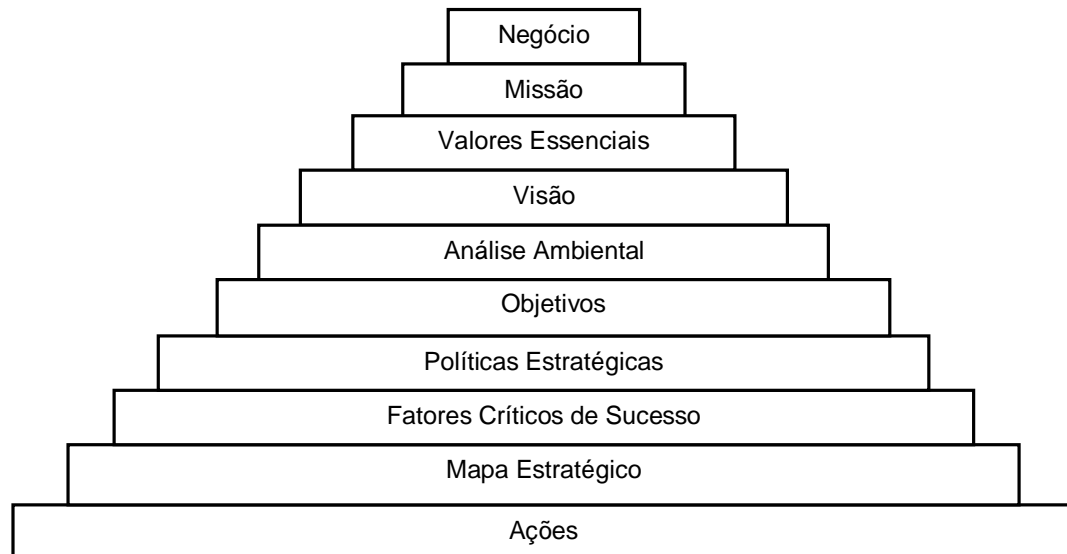 Negócio
Missão
Valores Essenciais
Visão
Análise Ambiental
Objetivos
Políticas Estratégicas
Fatores Críticos de Sucesso
Mapa Estratégico
Ações